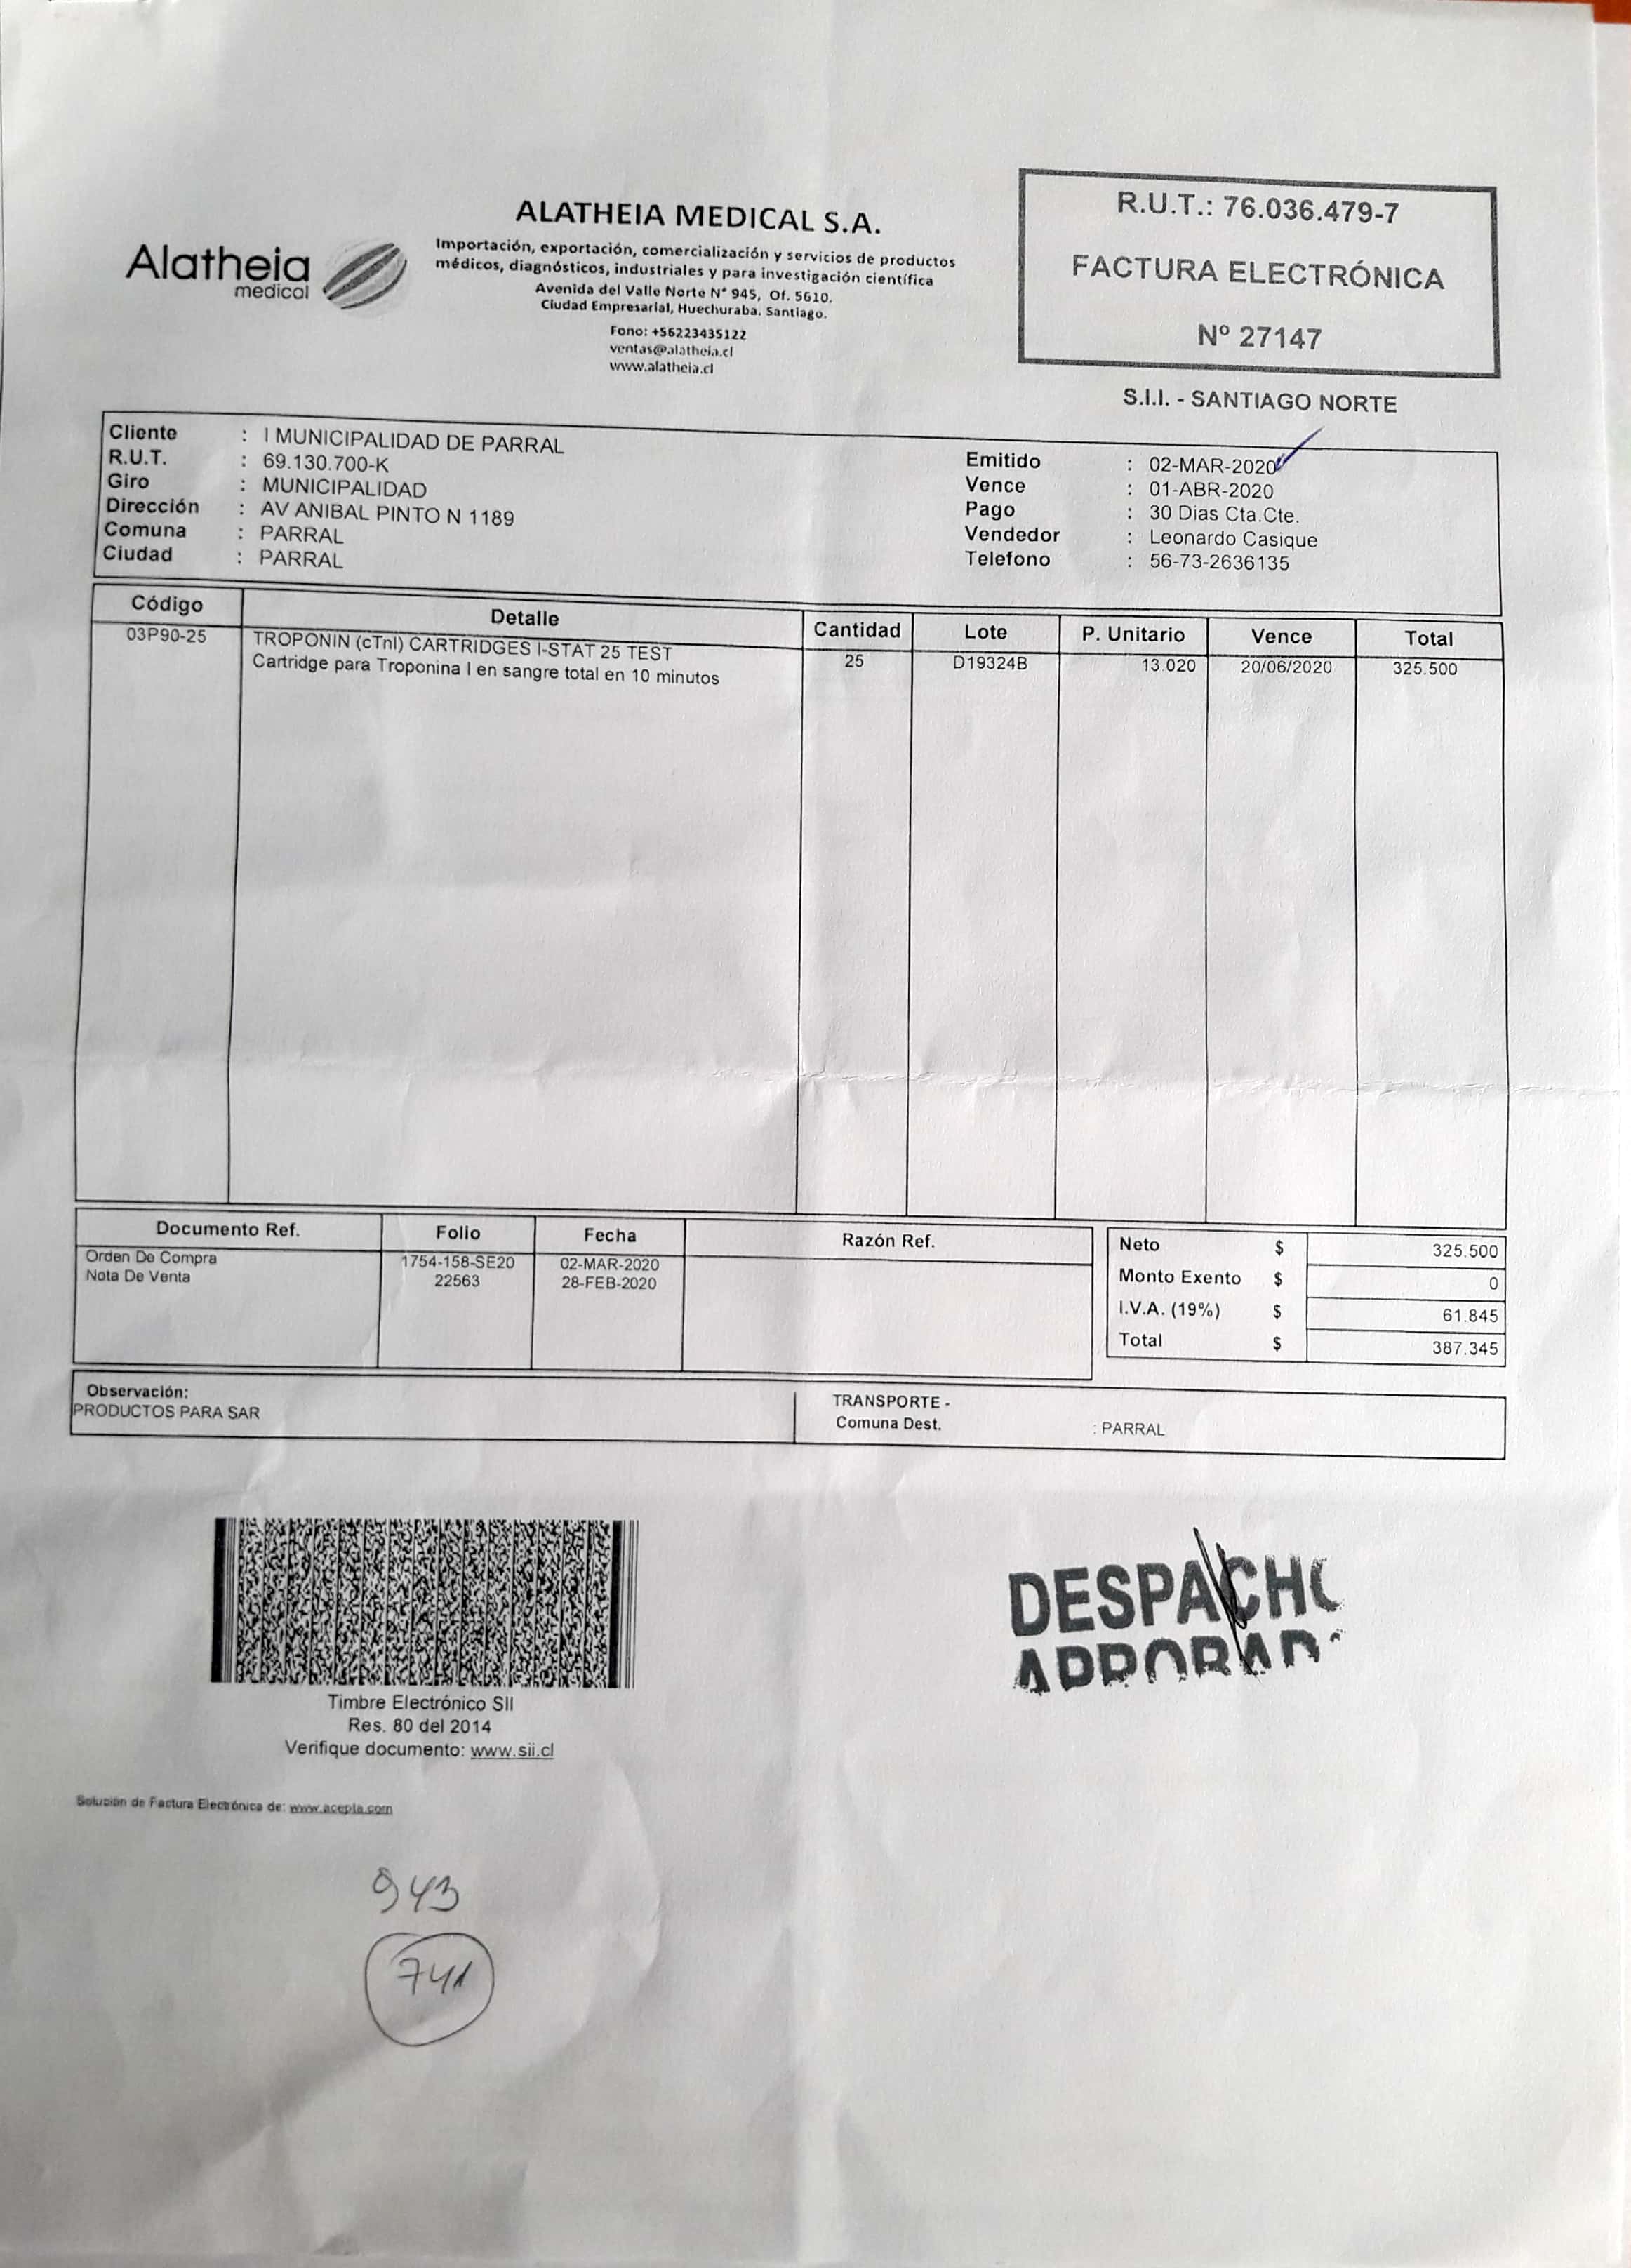 Alatheia
medical
ALATHEIA MEDICAL S.A.
Importación, exportación, comercialización y servicios de productos
médicos, diagnósticos, industriales y para investigación científica
Avenida del Valle Norte N° 945, Of. 5610.
Ciudad Empresarial, Huechuraba. Santiago.
Fono: +56223435122
ventas@alatheia.cl
www.alatheia.cl
R.U.T.: 76.036.479-7
FACTURA ELECTRÓNICA
Nº 27147
S.I.I. - SANTIAGO NORTE
Cliente : I MUNICIPALIDAD DE PARRAL
R.U.T. : 69.130.700-K
Giro : MUNICIPALIDAD
Dirección : AV ANIBAL PINTO N 1189
Comuna : PARRAL
Ciudad : PARRAL
Emitido : 02-MAR-2020
Vence : 01-ABR-2020
Pago : 30 Dias Cta.Cte.
Vendedor : Leonardo Casique
Telefono : 56-73-2636135
Código Detalle Cantidad Lote P. Unitario Vence Total
03P90-25 TROPONIN (cTnI) CARTRIDGES I-STAT 25 TEST 25 D19324B 13.020 20/06/2020 325.500
Cartridge para Troponina I en sangre total en 10 minutos
Documento Ref. Folio Fecha Razón Ref.
Orden De Compra 1754-158-SE20 02-MAR-2020
Nota De Venta 22563 28-FEB-2020
Neto $ 325.500
Monto Exento $ 0
I.V.A. (19%) $ 61.845
Total $ 387.345
Observación:
PRODUCTOS PARA SAR
TRANSPORTE -
Comuna Dest. : PARRAL
Timbre Electrónico SII
Res. 80 del 2014
Verifique documento: www.sii.cl
DESPACHO
APROBADO
Solución de Factura Electrónica de: www.acepta.com
943
741